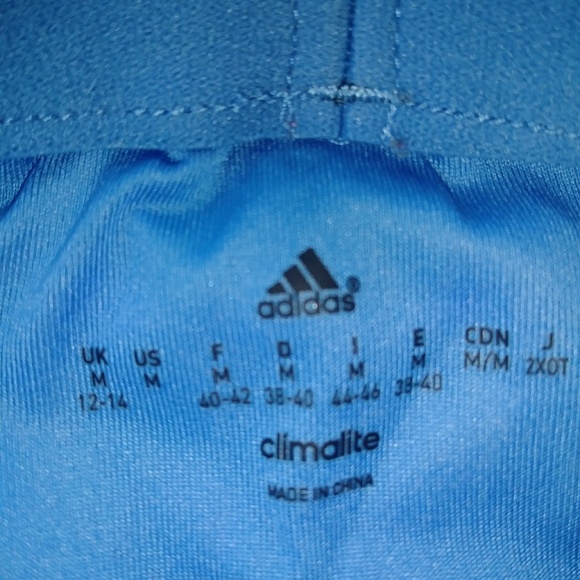 adidas®
UK US F D I E CDN J
M M M M M M M/M 2XOT
12-14 40-42 38-40 44-46 38-40
climalite
MADE IN CHINA